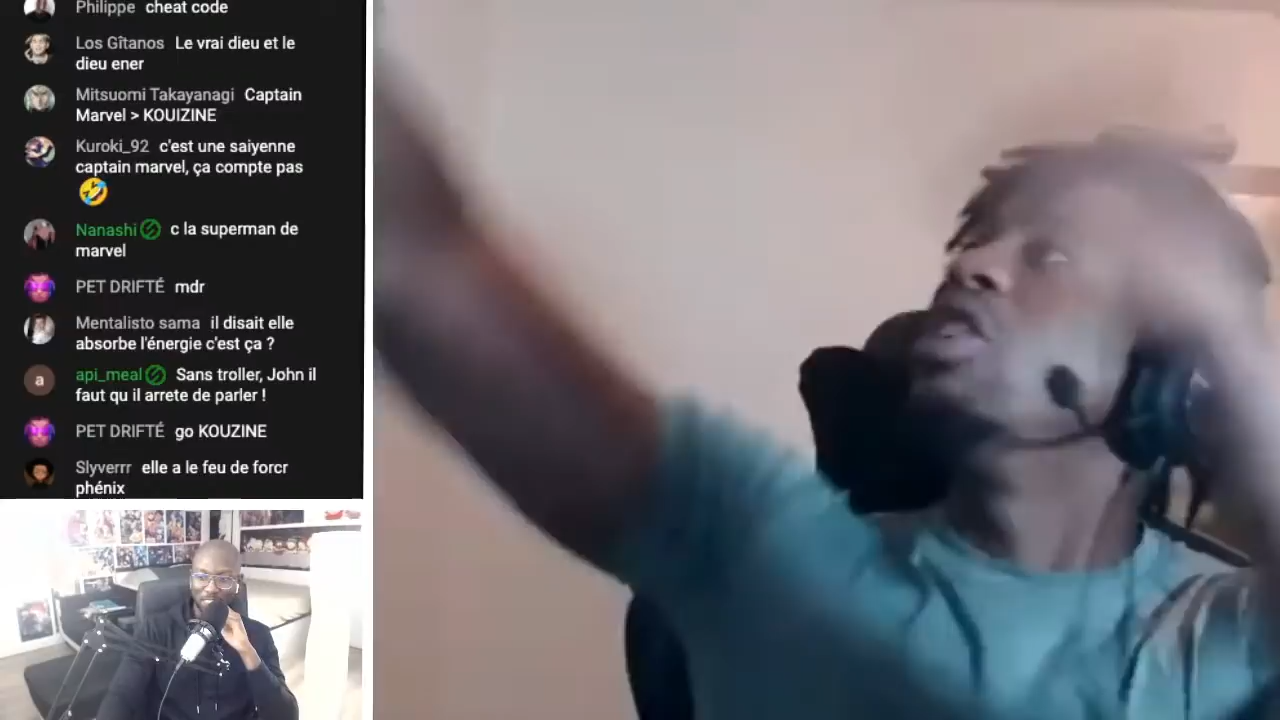 Philippe cheat code
Los Gîtanos Le vrai dieu et le
dieu ener
Mitsuomi Takayanagi Captain
Marvel > KOUIZINE
Kuroki_92 c'est une saiyenne
captain marvel, ça compte pas
Nanashi c la superman de
marvel
PET DRIFTÉ mdr
Mentalisto sama il disait elle
absorbe l'énergie c'est ça ?
a api_meal Sans troller, John il
faut qu'il arrete de parler !
PET DRIFTÉ go KOUZINE
Slyverrr elle a le feu de forcr
phénix